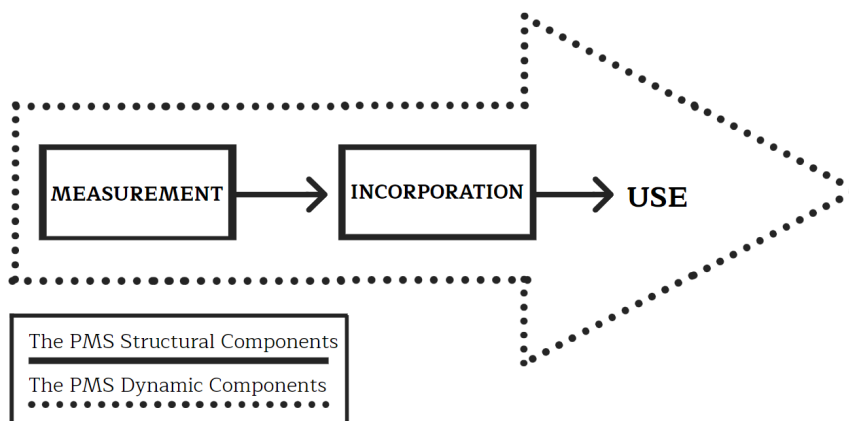 MEASUREMENT
INCORPORATION
USE
The PMS Structural Components
The PMS Dynamic Components